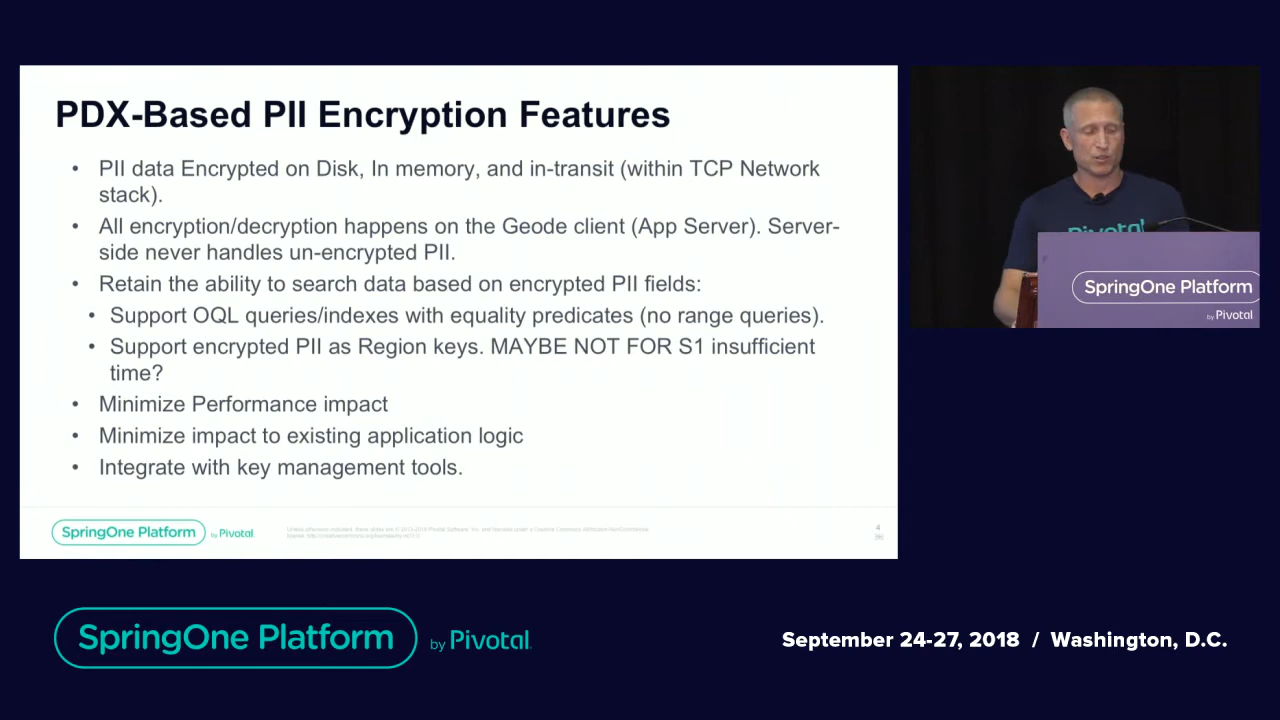 PDX-Based PII Encryption Features
• PII data Encrypted on Disk, In memory, and in-transit (within TCP Network
stack).
• All encryption/decryption happens on the Geode client (App Server). Server-
side never handles un-encrypted PII.
• Retain the ability to search data based on encrypted PII fields:
• Support OQL queries/indexes with equality predicates (no range queries).
• Support encrypted PII as Region keys. MAYBE NOT FOR S1 insufficient
time?
• Minimize Performance impact
• Minimize impact to existing application logic
• Integrate with key management tools.
SpringOne Platform by Pivotal
4
Pivotal
SpringOne Platform
by Pivotal
SpringOne Platform by Pivotal
September 24-27, 2018 / Washington, D.C.